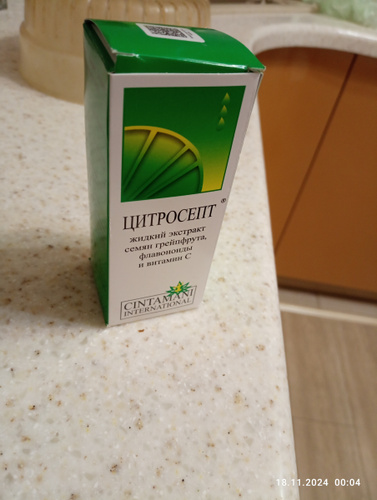 ЦИТРОСЕПТ ®
жидкий экстракт
семян грейпфрута,
флавоноиды
и витамин С
CINTAMANI
INTERNATIONAL
18.11.2024 00:04